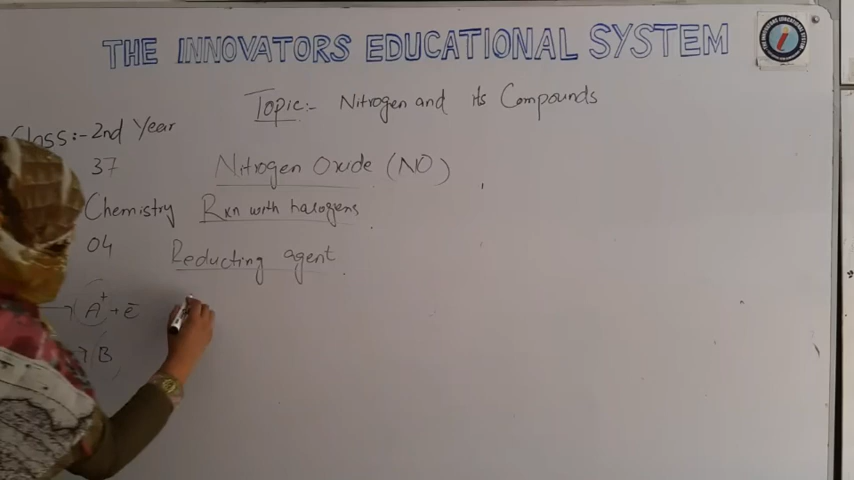 THE INNOVATORS EDUCATIONAL SYSTEM
Topic:- Nitrogen and its Compounds
Class:- 2nd Year
37
Nitrogen Oxide (NO)
Chemistry
Rxn with halogens
04
Reducting agent
→ A⁺ + ē
B